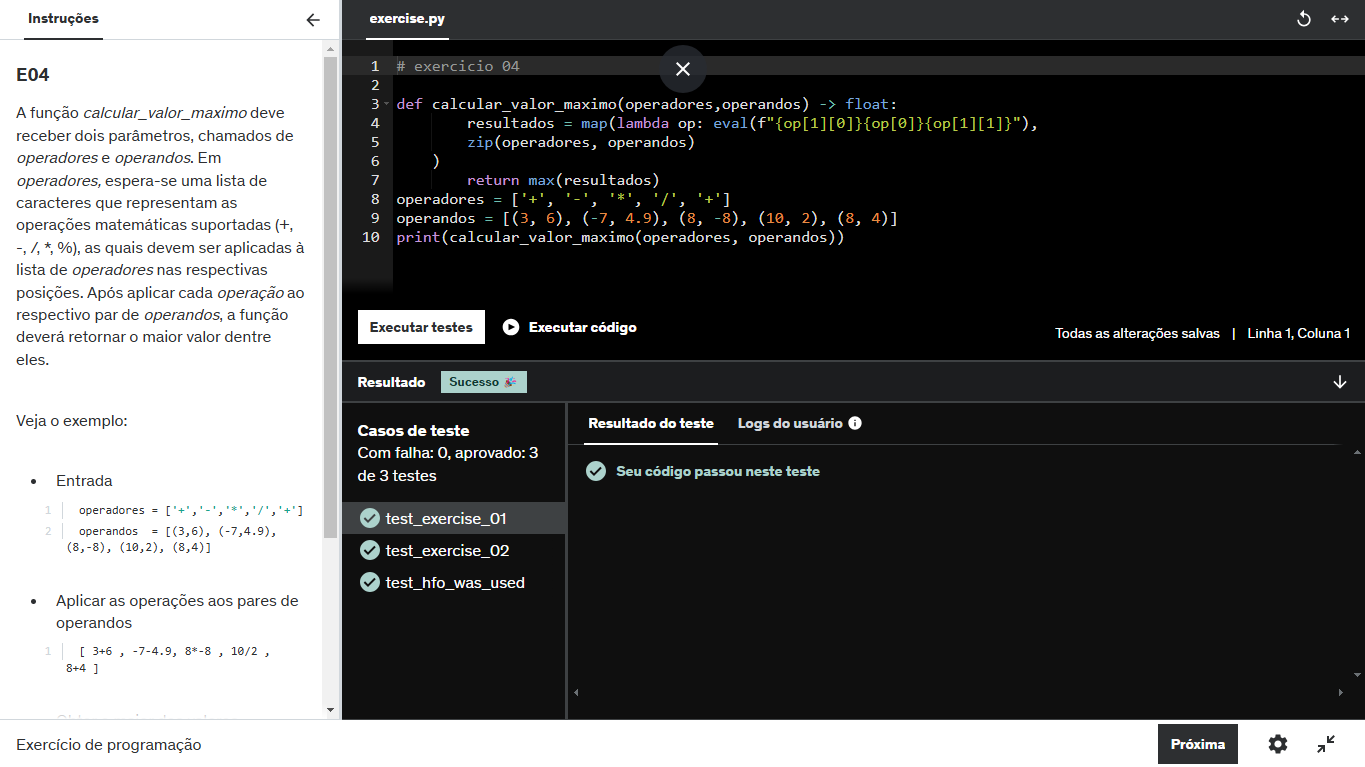 Instruções
E04
A função calcular_valor_maximo deve
receber dois parâmetros, chamados de
operadores e operandos. Em
operadores, espera-se uma lista de
caracteres que representam as
operações matemáticas suportadas (+,
-, /, *, %), as quais devem ser aplicadas à
lista de operadores nas respectivas
posições. Após aplicar cada operação ao
respectivo par de operandos, a função
deverá retornar o maior valor dentre
eles.
Veja o exemplo:
• Entrada
1 operadores = ['+','-','*','/','+']
2 operandos  = [(3,6), (-7,4.9),
(8,-8), (10,2), (8,4)]
• Aplicar as operações aos pares de
operandos
1 [ 3+6 , -7-4.9, 8*-8 , 10/2 ,
8+4 ]
exercise.py
1 # exercicio 04
2
3 def calcular_valor_maximo(operadores,operandos) -> float:
4 resultados = map(lambda op: eval(f"{op[1][0]}{op[0]}{op[1][1]}"),
5 zip(operadores, operandos)
6 )
7 return max(resultados)
8 operadores = ['+', '-', '*', '/', '+']
9 operandos = [(3, 6), (-7, 4.9), (8, -8), (10, 2), (8, 4)]
10 print(calcular_valor_maximo(operadores, operandos))
Executar testes Executar código
Todas as alterações salvas | Linha 1, Coluna 1
Resultado Sucesso 🎉
Casos de teste
Com falha: 0, aprovado: 3
de 3 testes
test_exercise_01
test_exercise_02
test_hfo_was_used
Resultado do teste Logs do usuário
Seu código passou neste teste
Exercício de programação
Próxima